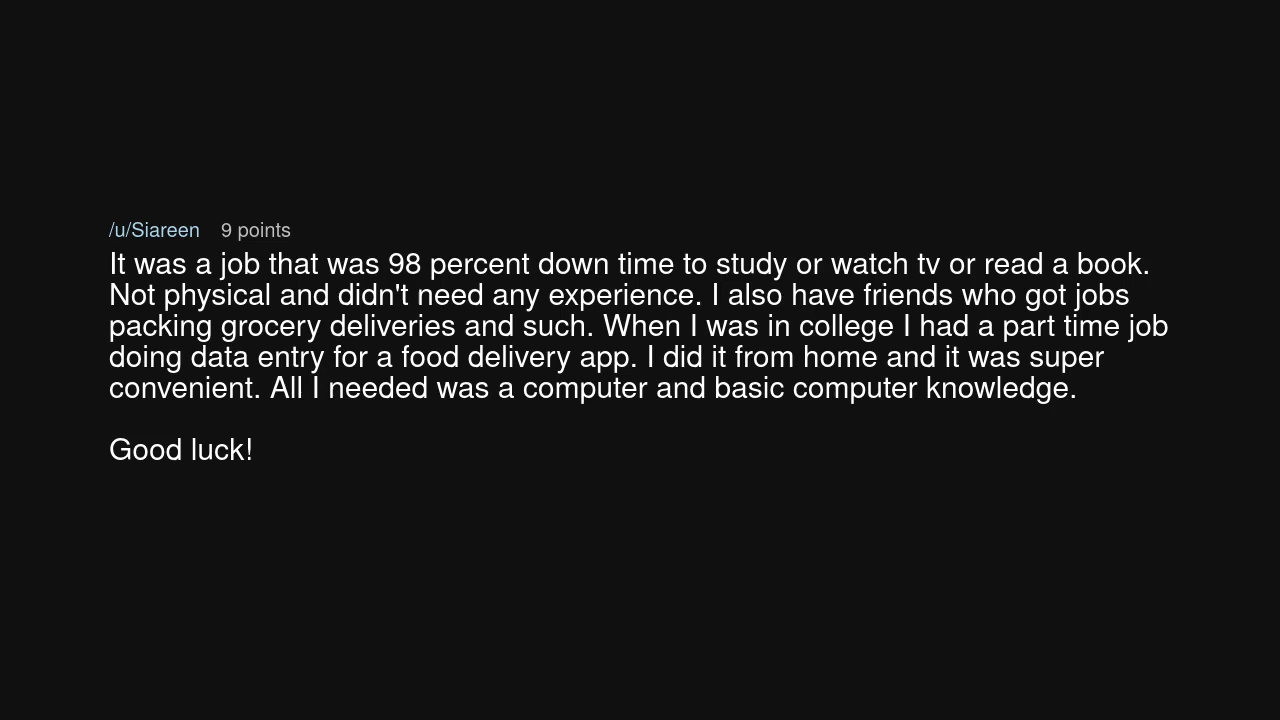 /u/Siareen 9 points
It was a job that was 98 percent down time to study or watch tv or read a book.
Not physical and didn't need any experience. I also have friends who got jobs
packing grocery deliveries and such. When I was in college I had a part time job
doing data entry for a food delivery app. I did it from home and it was super
convenient. All I needed was a computer and basic computer knowledge.
Good luck!